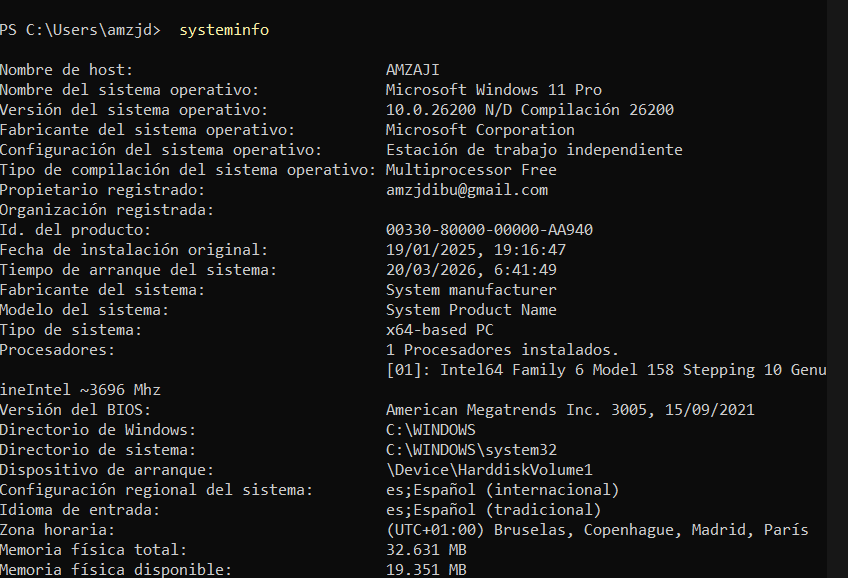 PS C:\Users\amzjd>  systeminfo
Nombre de host:                            AMZAJI
Nombre del sistema operativo:              Microsoft Windows 11 Pro
Versión del sistema operativo:             10.0.26200 N/D Compilación 26200
Fabricante del sistema operativo:          Microsoft Corporation
Configuración del sistema operativo:       Estación de trabajo independiente
Tipo de compilación del sistema operativo: Multiprocessor Free
Propietario registrado:                    amzjdibu@gmail.com
Organización registrada:
Id. del producto:                          00330-80000-00000-AA940
Fecha de instalación original:             19/01/2025, 19:16:47
Tiempo de arranque del sistema:            20/03/2026, 6:41:49
Fabricante del sistema:                    System manufacturer
Modelo del sistema:                        System Product Name
Tipo de sistema:                           x64-based PC
Procesadores:                              1 Procesadores instalados.
                                           [01]: Intel64 Family 6 Model 158 Stepping 10 Genu
ineIntel ~3696 Mhz
Versión del BIOS:                          American Megatrends Inc. 3005, 15/09/2021
Directorio de Windows:                     C:\WINDOWS
Directorio de sistema:                     C:\WINDOWS\system32
Dispositivo de arranque:                   \Device\HarddiskVolume1
Configuración regional del sistema:        es;Español (internacional)
Idioma de entrada:                         es;Español (tradicional)
Zona horaria:                              (UTC+01:00) Bruselas, Copenhague, Madrid, París
Memoria física total:                      32.631 MB
Memoria física disponible:                 19.351 MB